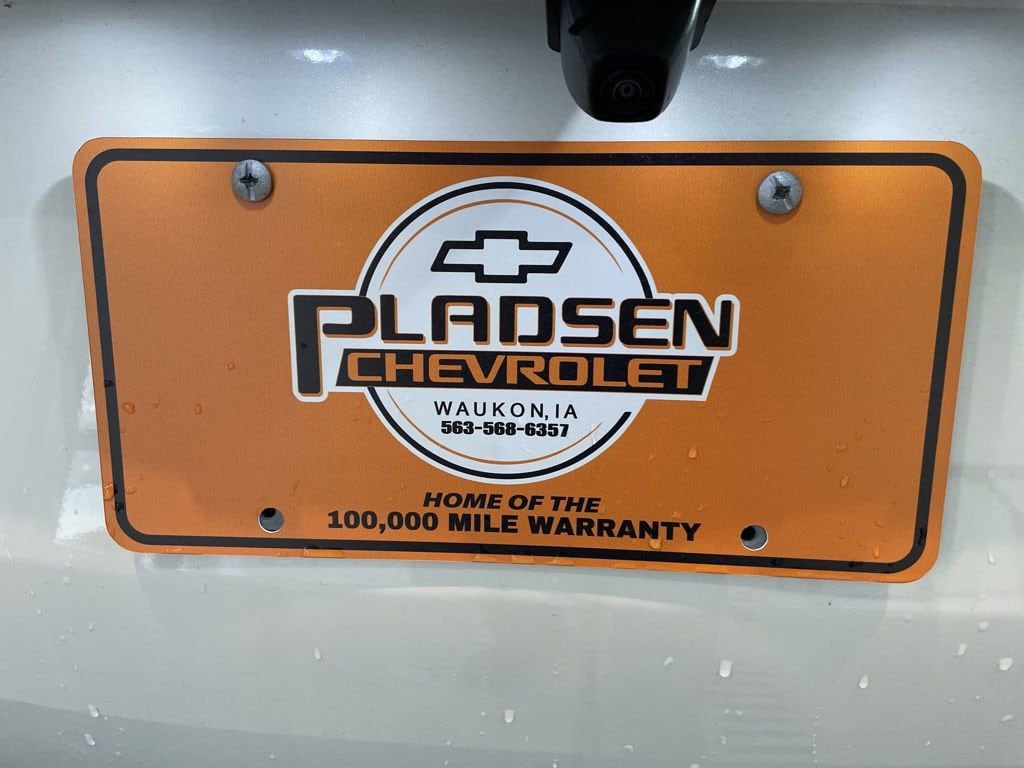 PLADSEN
CHEVROLET
WAUKON, IA
563-568-6357
HOME OF THE
100,000 MILE WARRANTY